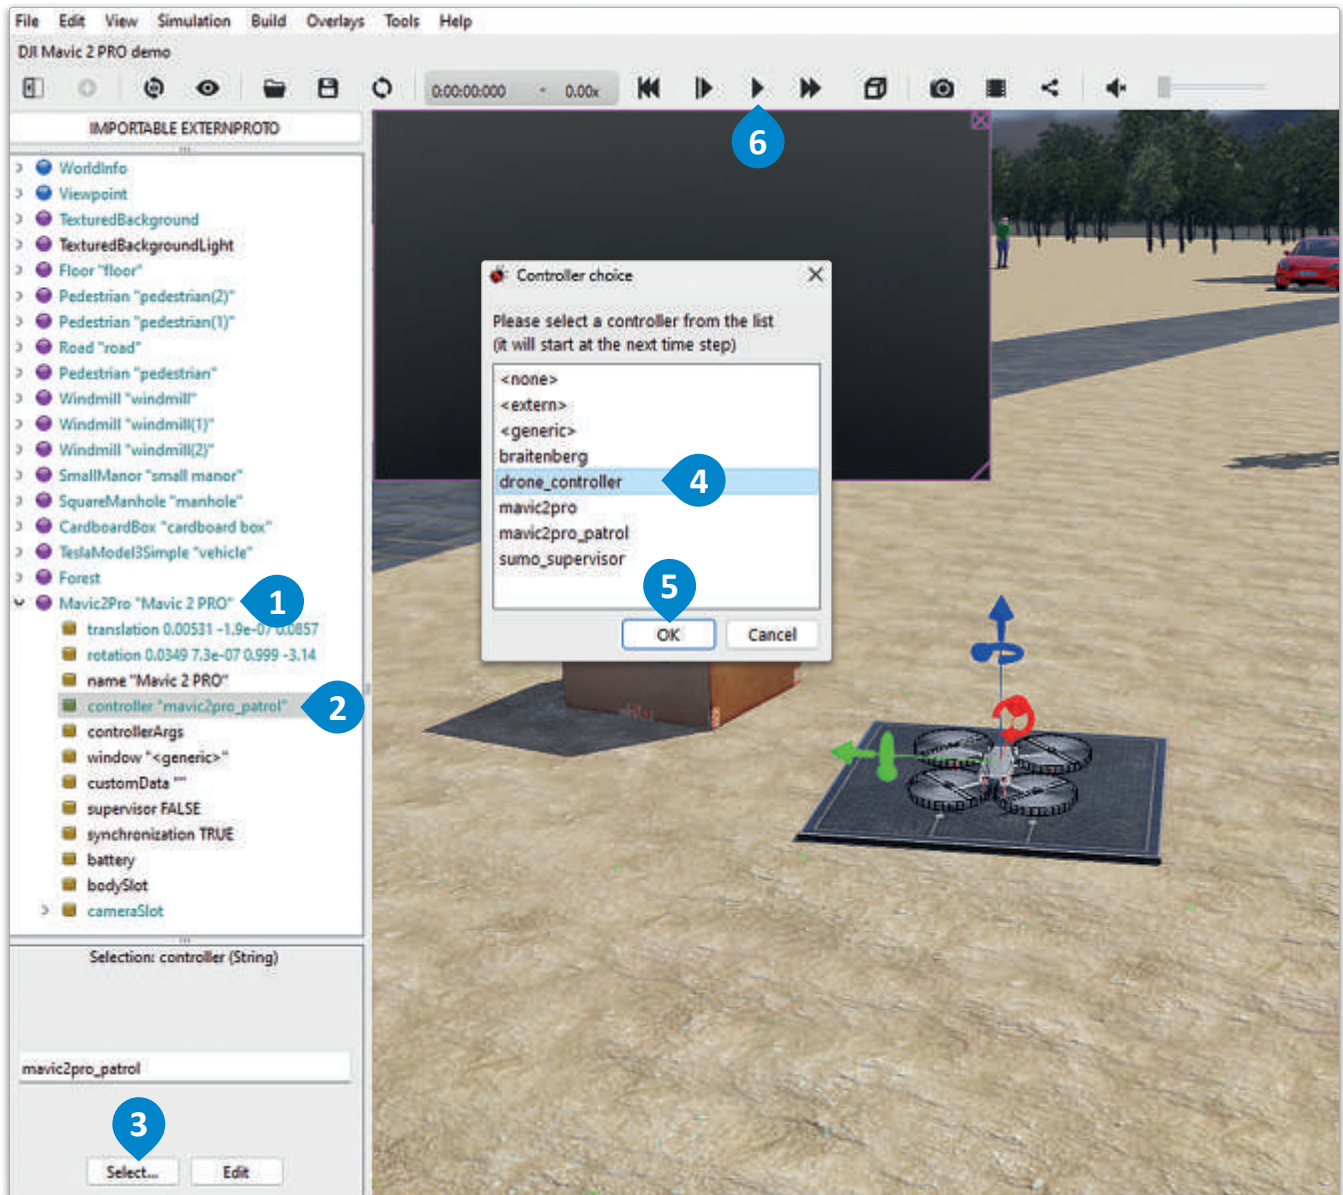 File Edit View Simulation Build Overlays Tools Help
DJI Mavic 2 PRO demo
0:00:00:000 - 0.00x
6
IMPORTABLE EXTERNPROTO
WorldInfo
Viewpoint
TexturedBackground
TexturedBackgroundLight
Floor "floor"
Pedestrian "pedestrian(2)"
Pedestrian "pedestrian(1)"
Road "road"
Pedestrian "pedestrian"
Windmill "windmill"
Windmill "windmill(1)"
Windmill "windmill(2)"
SmallManor "small manor"
SquareManhole "manhole"
CardboardBox "cardboard box"
TeslaModel3Simple "vehicle"
Forest
Mavic2Pro "Mavic 2 PRO"
1
translation 0.00531 -1.9e-07 0.0857
rotation 0.0349 7.3e-07 0.999 -3.14
name "Mavic 2 PRO"
controller "mavic2pro_patrol"
2
controllerArgs
window "<generic>"
customData ""
supervisor FALSE
synchronization TRUE
battery
bodySlot
cameraSlot
Selection: controller (String)
mavic2pro_patrol
3
Select... Edit
Controller choice
Please select a controller from the list
(it will start at the next time step)
<none>
<extern>
<generic>
braitenberg
drone_controller
4
mavic2pro
mavic2pro_patrol
sumo_supervisor
5
OK Cancel